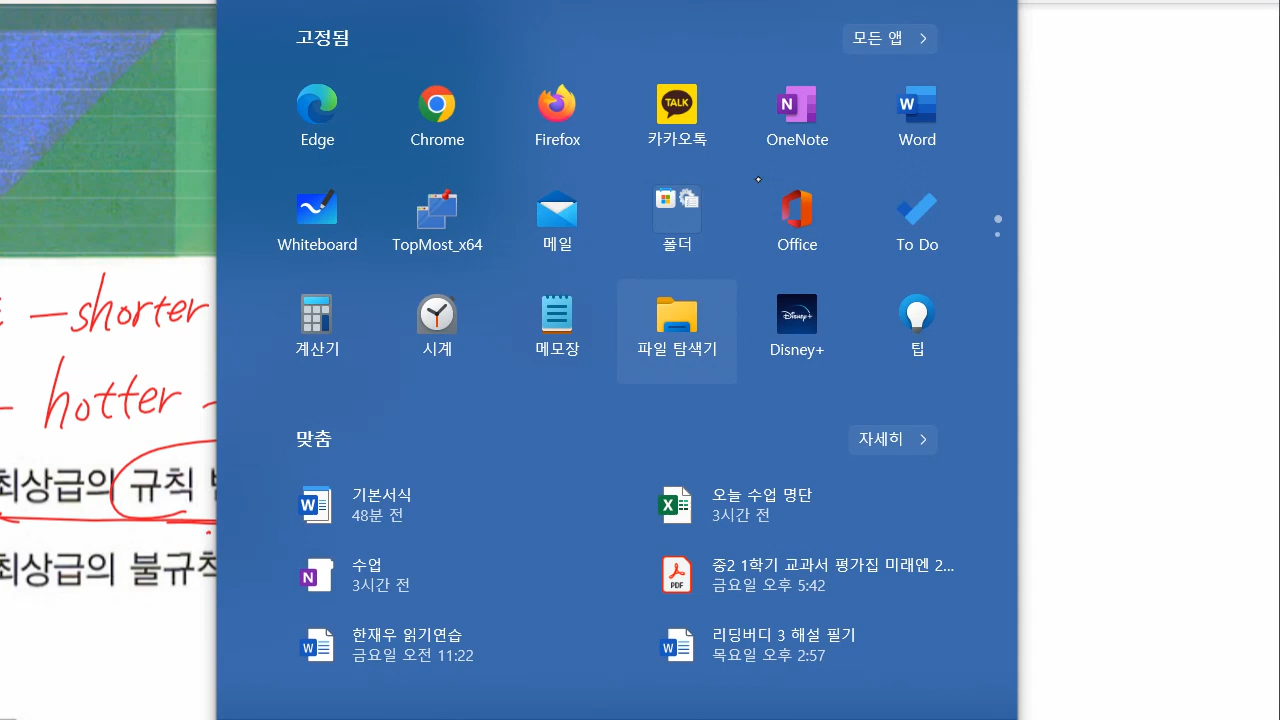 고정됨
모든 앱
Edge
Chrome
Firefox
TALK
카카오톡
OneNote
Word
Whiteboard
TopMost_x64
메일
폴더
Office
To Do
계산기
시계
메모장
파일 탐색기
Disney+
Disney+
팁
맞춤
자세히
기본서식
48분 전
오늘 수업 명단
3시간 전
수업
3시간 전
중2 1학기 교과서 평가집 미래엔 2...
PDF
금요일 오후 5:42
한재우 읽기연습
금요일 오전 11:22
리딩버디 3 해설 필기
목요일 오후 2:57
– shorter
– hotter –
최상급의 규칙
최상급의 불규칙